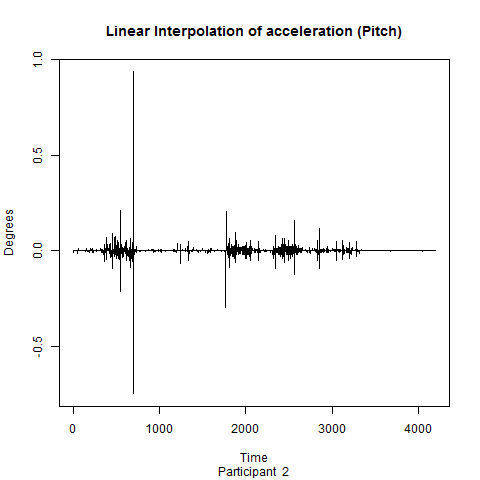 Linear Interpolation of acceleration (Pitch)
1.0
0.5
0.0
-0.5
Degrees
0 1000 2000 3000 4000
Time
Participant 2